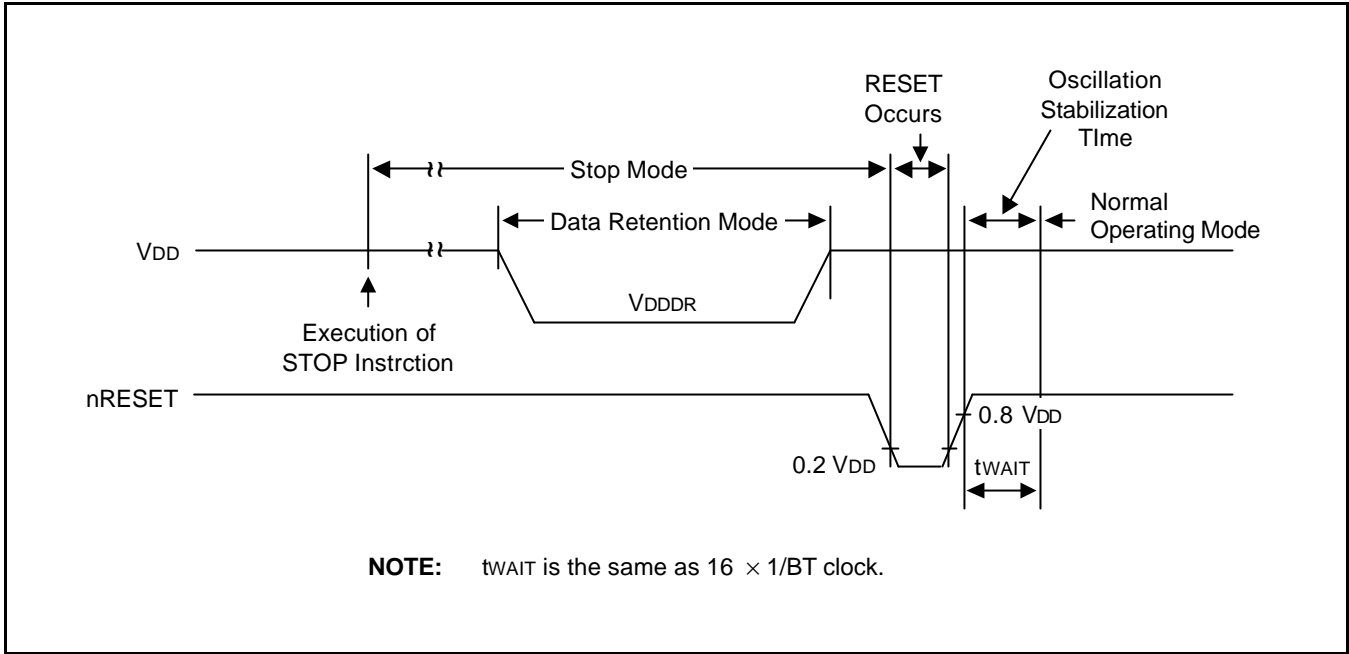 RESET
Occurs
Oscillation
Stabilization
TIme
Stop Mode
Data Retention Mode
Normal
Operating Mode
VDD
VDDDR
Execution of
STOP Instrction
nRESET
0.8 VDD
0.2 VDD
tWAIT
NOTE: tWAIT is the same as 16 × 1/BT clock.